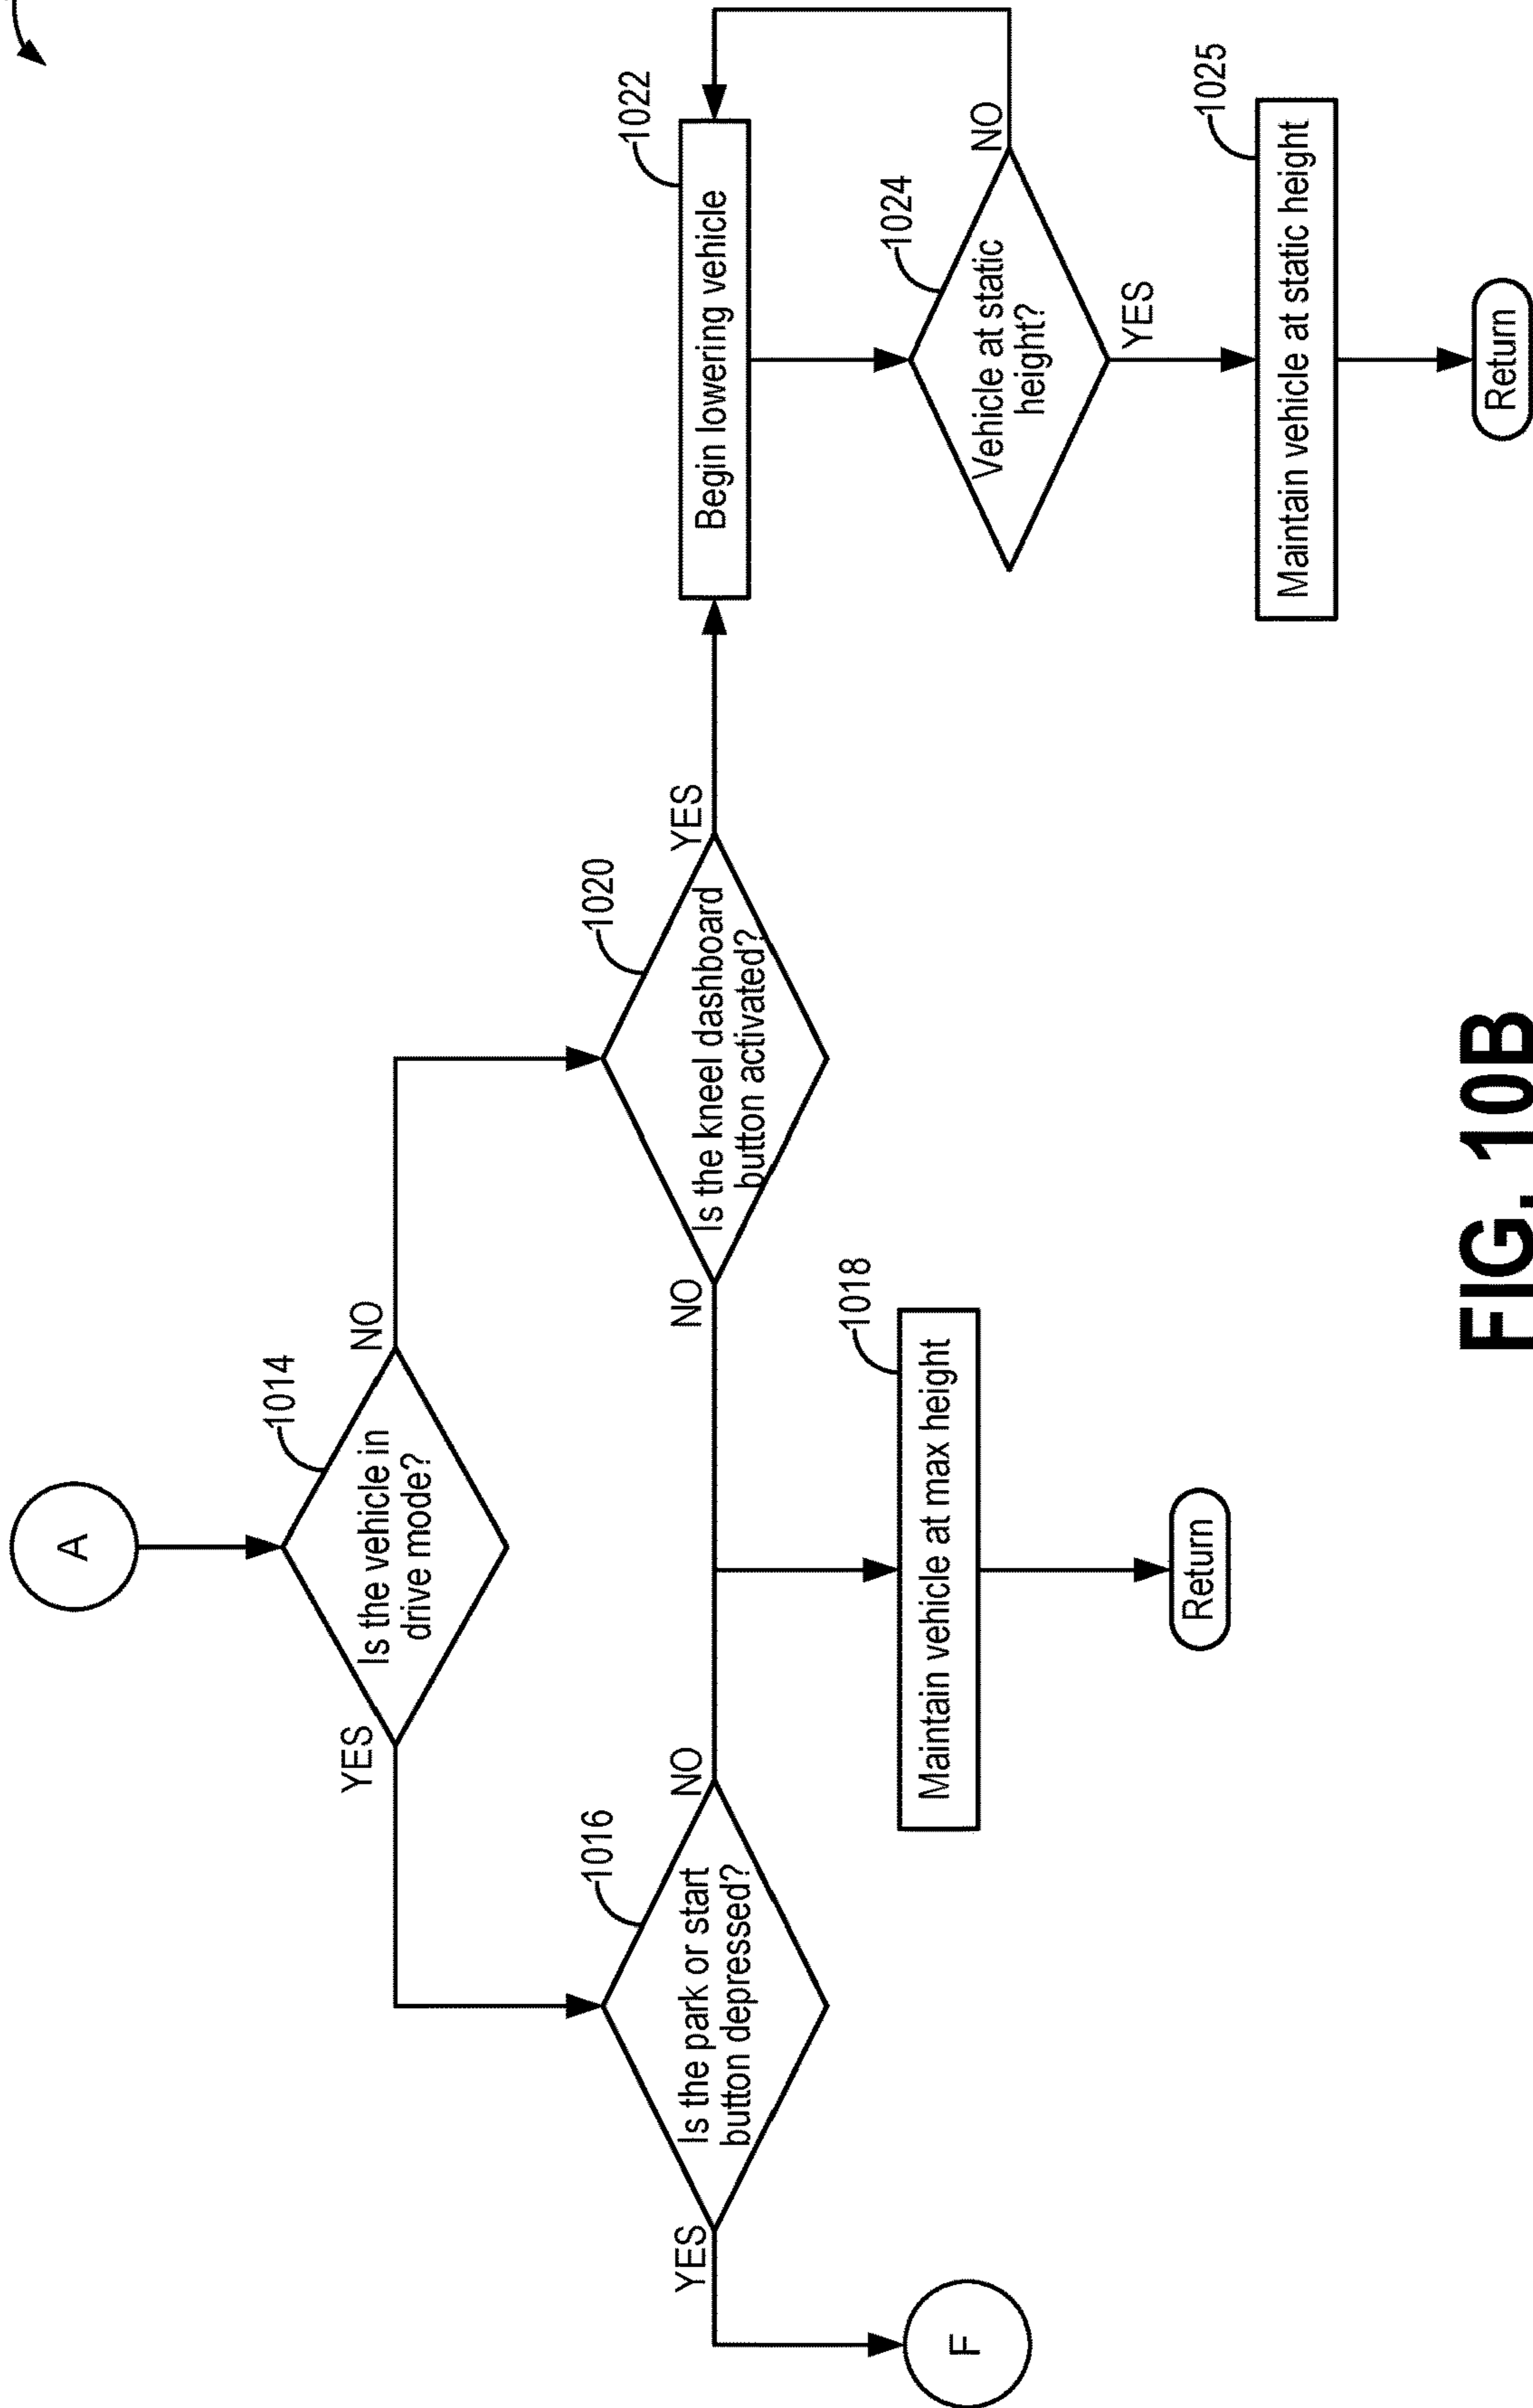 A
1014
Is the vehicle in
drive mode?
YES
NO
1016
Is the park or start
button depressed?
YES
NO
F
1020
Is the kneel dashboard
button activated?
NO
YES
1018
Maintain vehicle at max height
Return
1022
Begin lowering vehicle
1024
Vehicle at static
height?
NO
YES
1025
Maintain vehicle at static height
Return
FIG. 10B